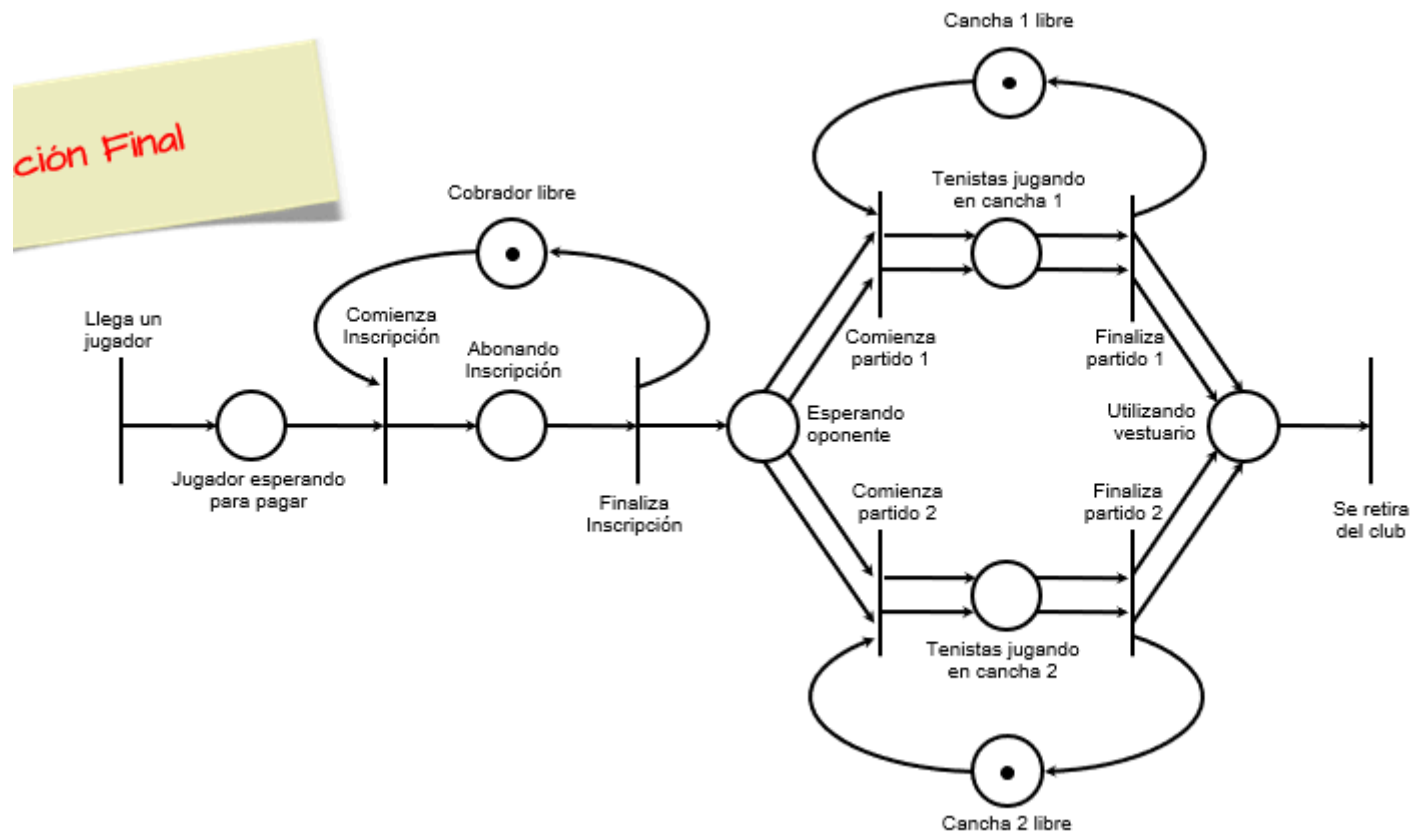 ción Final
Cancha 1 libre
Cobrador libre
Tenistas jugando
en cancha 1
Llega un
jugador
Comienza
Inscripción
Abonando
Inscripción
Comienza
partido 1
Finaliza
partido 1
Esperando
oponente
Utilizando
vestuario
Jugador esperando
para pagar
Finaliza
Inscripción
Comienza
partido 2
Finaliza
partido 2
Se retira
del club
Tenistas jugando
en cancha 2
Cancha 2 libre